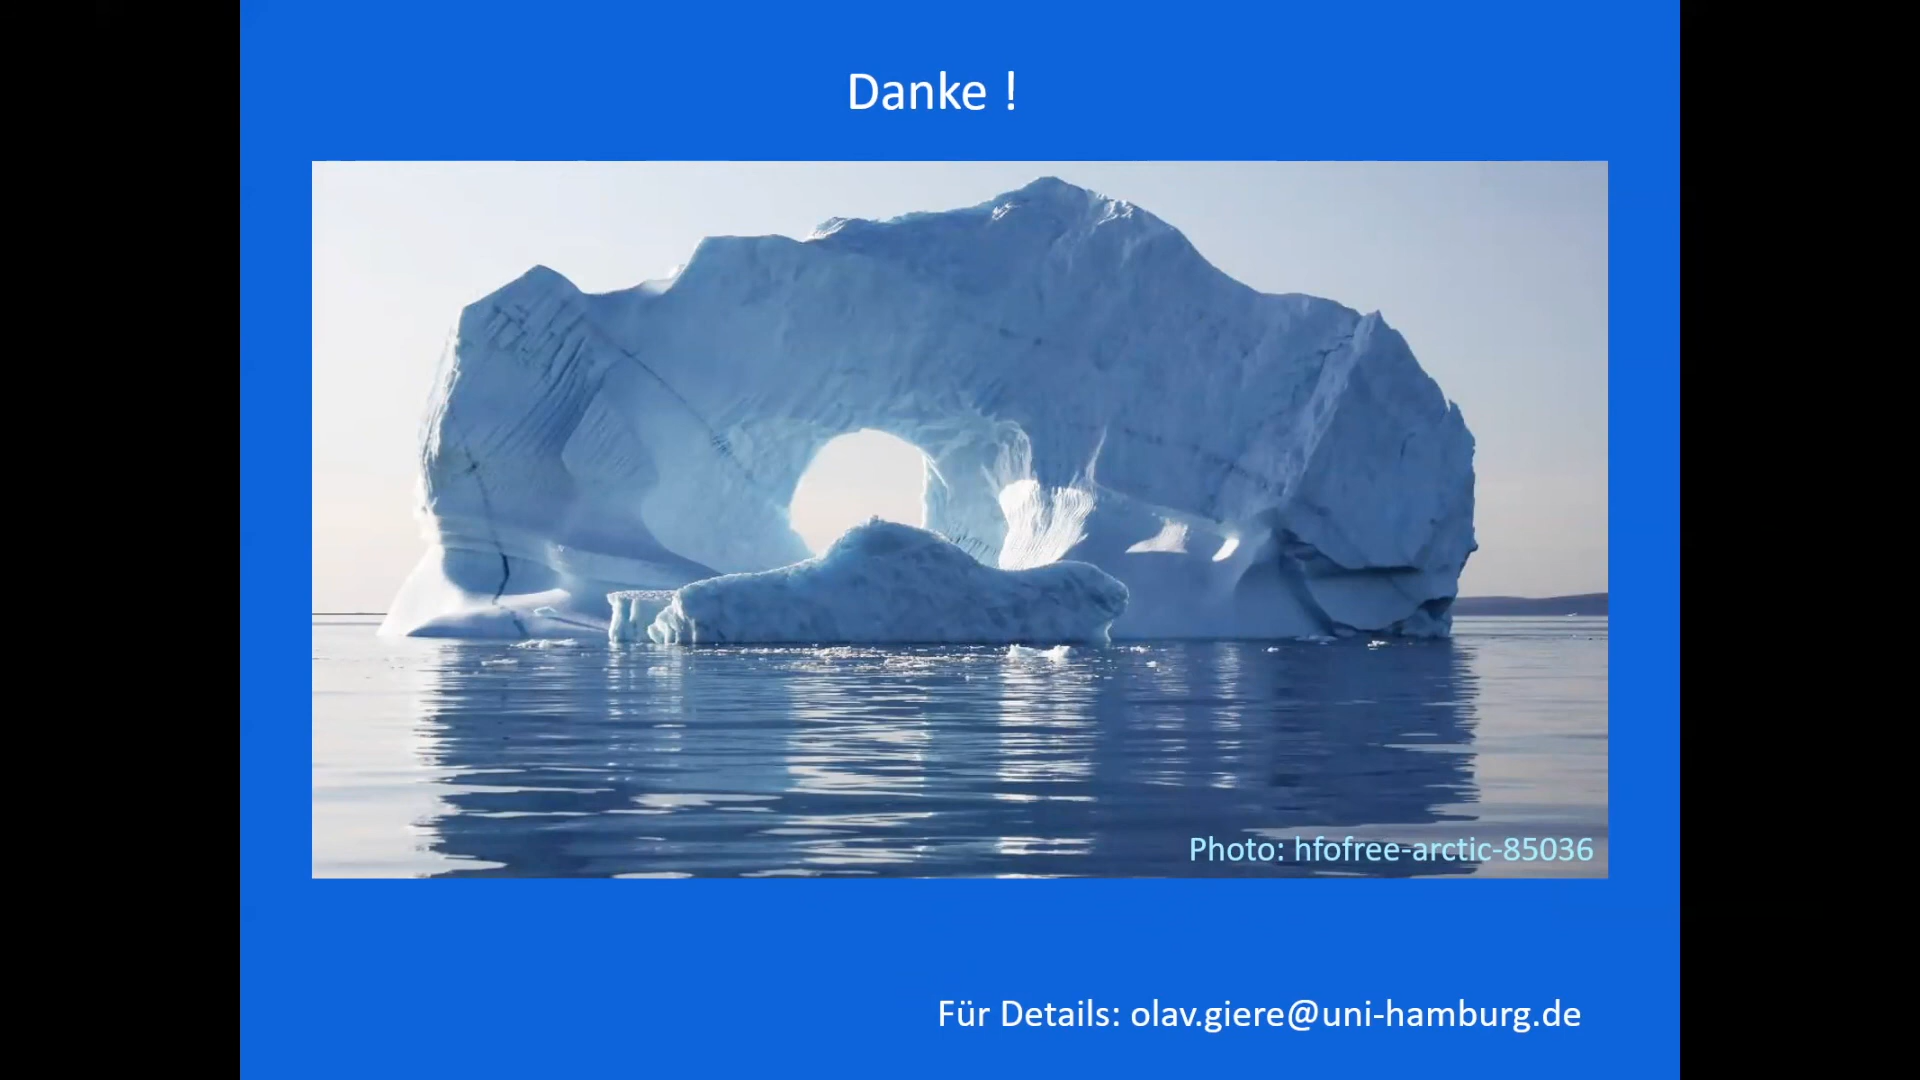 Danke !
Photo: hfofree-arctic-85036
Für Details: olav.giere@uni-hamburg.de